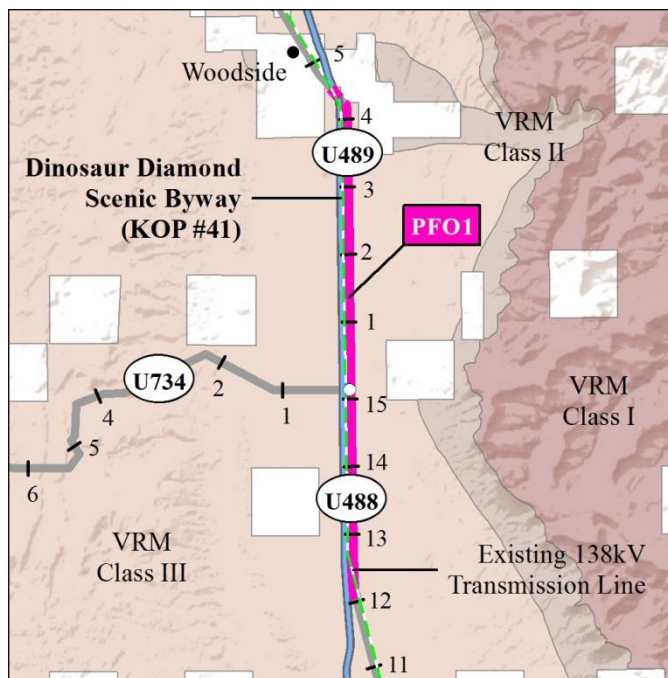 5
Woodside
4
VRM
Class II
U489
Dinosaur Diamond
Scenic Byway
(KOP #41)
3
PFO1
2
1
U734
2
1
4
15
VRM
Class I
5
6
14
U488
13
VRM
Class III
Existing 138kV
Transmission Line
12
11